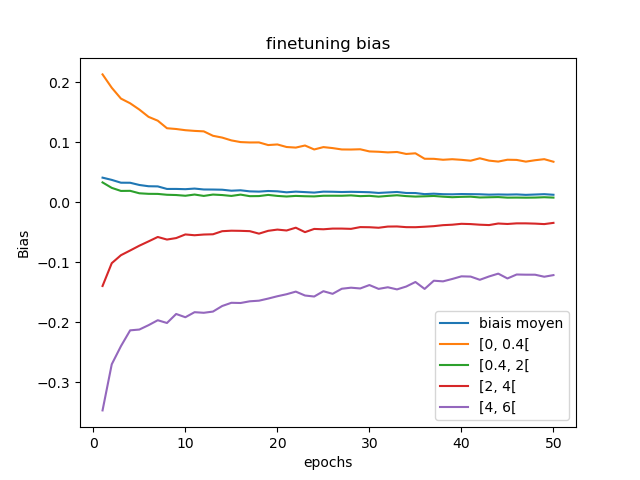 finetuning bias
0.2
0.1
0.0
−0.1
−0.2
−0.3
Bias
0 10 20 30 40 50
epochs
biais moyen
[0, 0.4[
[0.4, 2[
[2, 4[
[4, 6[